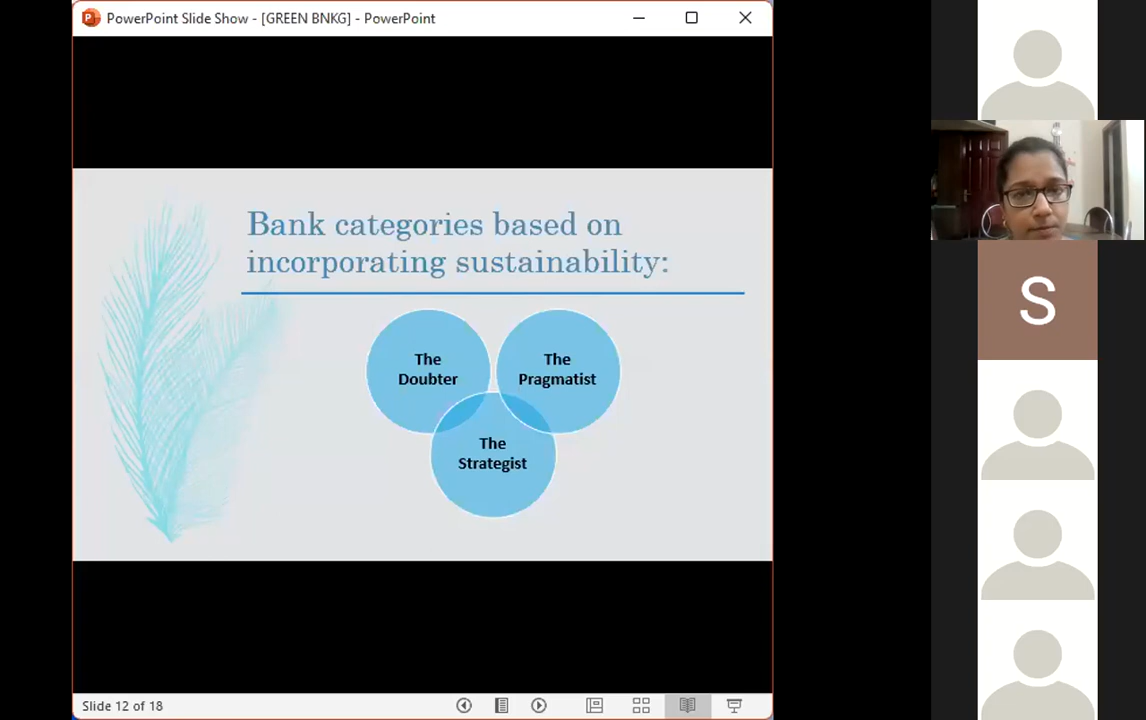 PowerPoint Slide Show - [GREEN BNKG] - PowerPoint
Bank categories based on
incorporating sustainability:
The
Doubter
The
Pragmatist
The
Strategist
S
Slide 12 of 18